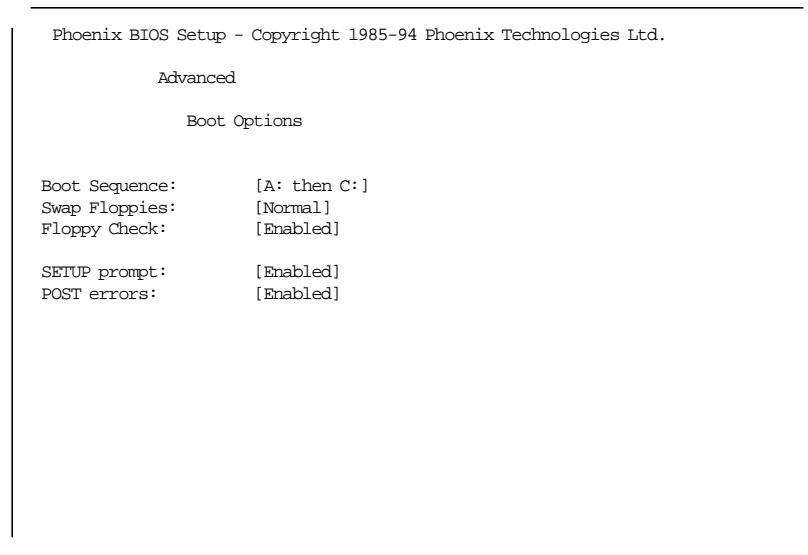 Phoenix BIOS Setup - Copyright 1985-94 Phoenix Technologies Ltd.
Advanced
Boot Options
Boot Sequence: [A: then C:]
Swap Floppies: [Normal]
Floppy Check: [Enabled]
SETUP prompt: [Enabled]
POST errors: [Enabled]